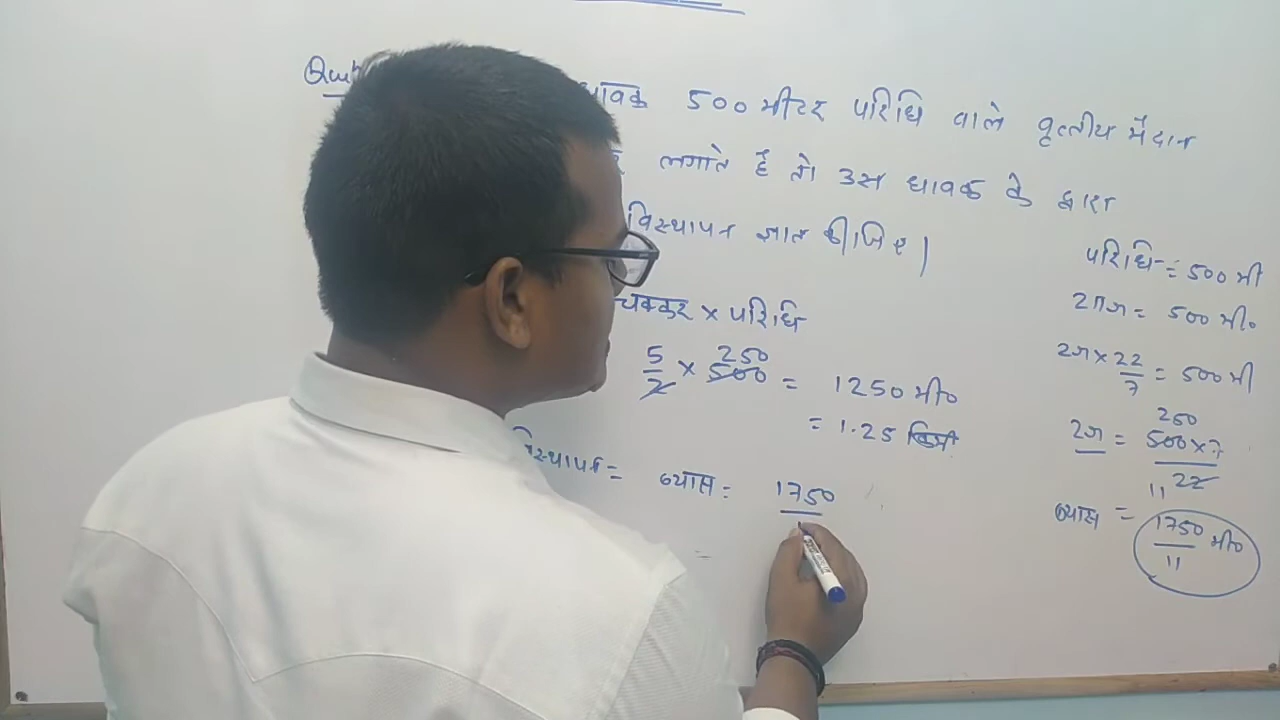 Que
धावक 500 मीटर परिधि वाले वृत्तीय मैदान
लगाते हैं तो उस धावक के द्वारा
विस्थापन ज्ञात कीजिए।
चक्कर × परिधि
5/2 × 500 = 1250 मी०
250
= 1.25 किमी
विस्थापन = व्यास = 1750
परिधि = 500 मी
2πr = 500 मी०
2r × 22/7 = 500 मी
250
2r = 500×7/22
11
व्यास = 1750/11 मी०